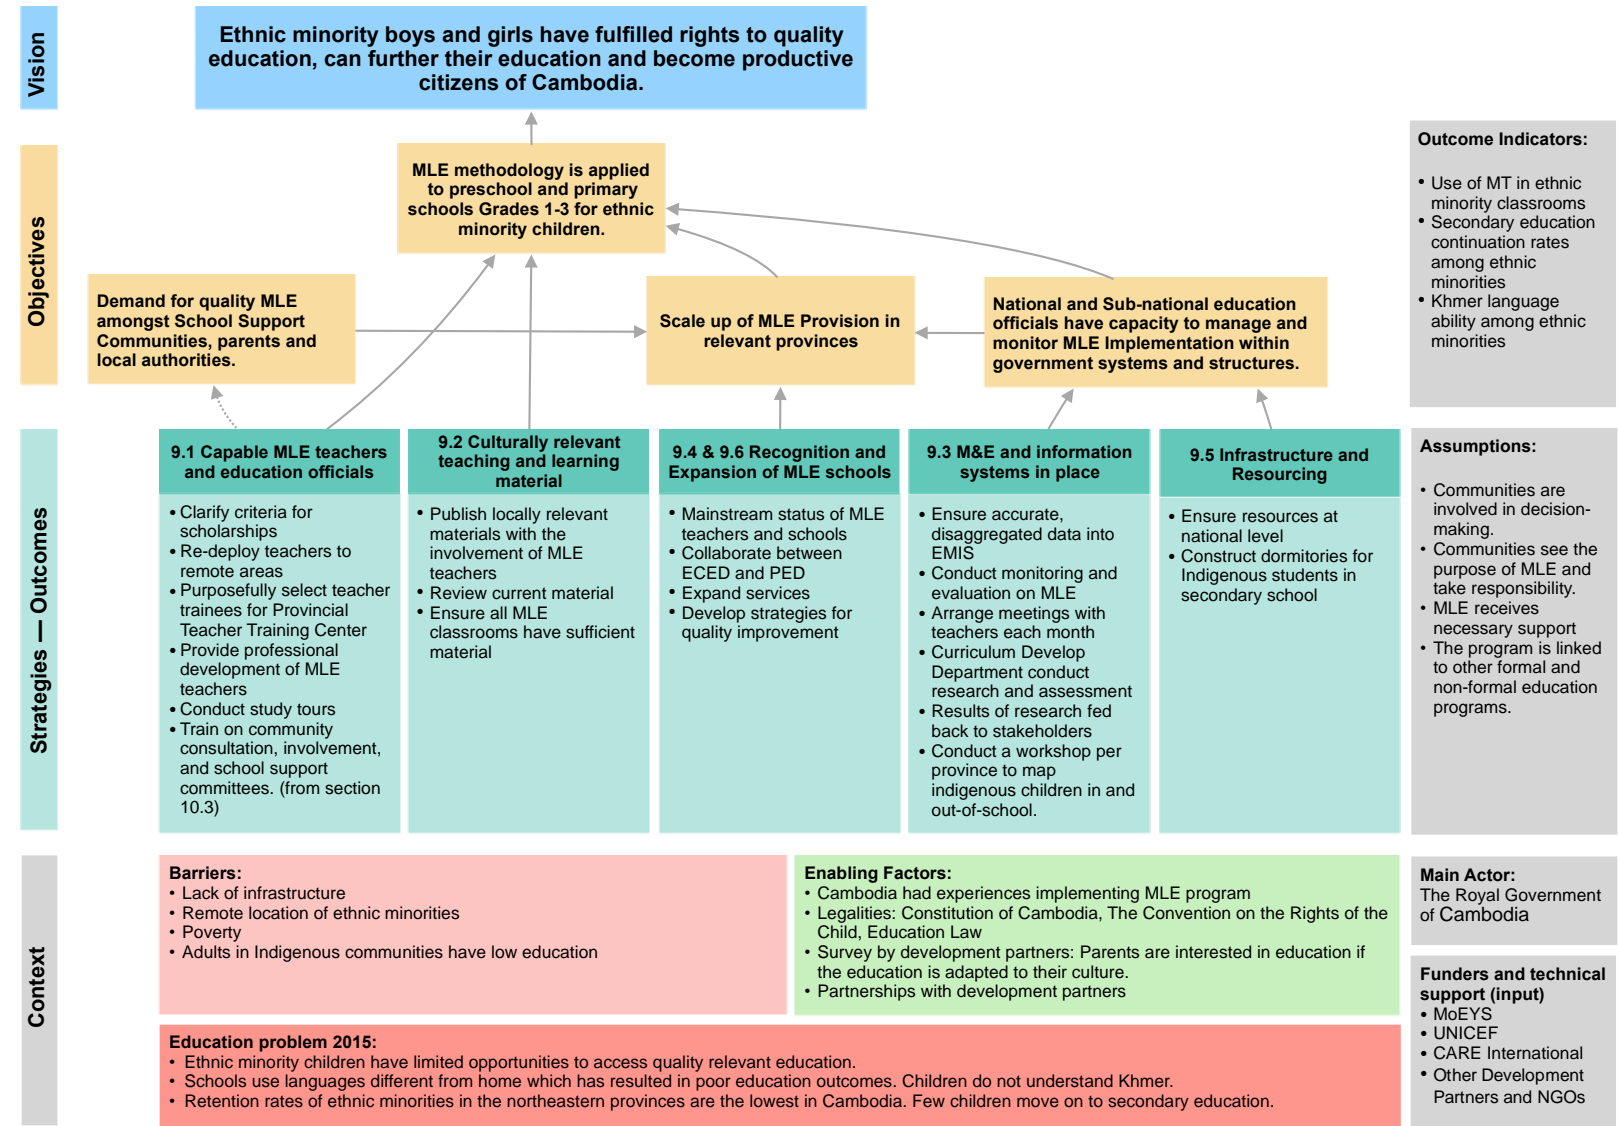 Vision
Ethnic minority boys and girls have fulfilled rights to quality
education, can further their education and become productive
citizens of Cambodia.
Objectives
MLE methodology is applied
to preschool and primary
schools Grades 1-3 for ethnic
minority children.
Demand for quality MLE
amongst School Support
Communities, parents and
local authorities.
Scale up of MLE Provision in
relevant provinces
National and Sub-national education
officials have capacity to manage and
monitor MLE Implementation within
government systems and structures.
Outcome Indicators:
• Use of MT in ethnic
minority classrooms
• Secondary education
continuation rates
among ethnic
minorities
• Khmer language
ability among ethnic
minorities
Strategies — Outcomes
9.1 Capable MLE teachers
and education officials
• Clarify criteria for
scholarships
• Re-deploy teachers to
remote areas
• Purposefully select teacher
trainees for Provincial
Teacher Training Center
• Provide professional
development of MLE
teachers
• Conduct study tours
• Train on community
consultation, involvement,
and school support
committees. (from section
10.3)
9.2 Culturally relevant
teaching and learning
material
• Publish locally relevant
materials with the
involvement of MLE
teachers
• Review current material
• Ensure all MLE
classrooms have sufficient
material
9.4 & 9.6 Recognition and
Expansion of MLE schools
• Mainstream status of MLE
teachers and schools
• Collaborate between
ECED and PED
• Expand services
• Develop strategies for
quality improvement
9.3 M&E and information
systems in place
• Ensure accurate,
disaggregated data into
EMIS
• Conduct monitoring and
evaluation on MLE
• Arrange meetings with
teachers each month
• Curriculum Develop
Department conduct
research and assessment
• Results of research fed
back to stakeholders
• Conduct a workshop per
province to map
indigenous children in and
out-of-school.
9.5 Infrastructure and
Resourcing
• Ensure resources at
national level
• Construct dormitories for
Indigenous students in
secondary school
Assumptions:
• Communities are
involved in decision-
making.
• Communities see the
purpose of MLE and
take responsibility.
• MLE receives
necessary support
• The program is linked
to other formal and
non-formal education
programs.
Context
Barriers:
• Lack of infrastructure
• Remote location of ethnic minorities
• Poverty
• Adults in Indigenous communities have low education
Enabling Factors:
• Cambodia had experiences implementing MLE program
• Legalities: Constitution of Cambodia, The Convention on the Rights of the
Child, Education Law
• Survey by development partners: Parents are interested in education if
the education is adapted to their culture.
• Partnerships with development partners
Education problem 2015:
• Ethnic minority children have limited opportunities to access quality relevant education.
• Schools use languages different from home which has resulted in poor education outcomes. Children do not understand Khmer.
• Retention rates of ethnic minorities in the northeastern provinces are the lowest in Cambodia. Few children move on to secondary education.
Main Actor:
The Royal Government
of Cambodia
Funders and technical
support (input)
• MoEYS
• UNICEF
• CARE International
• Other Development
Partners and NGOs